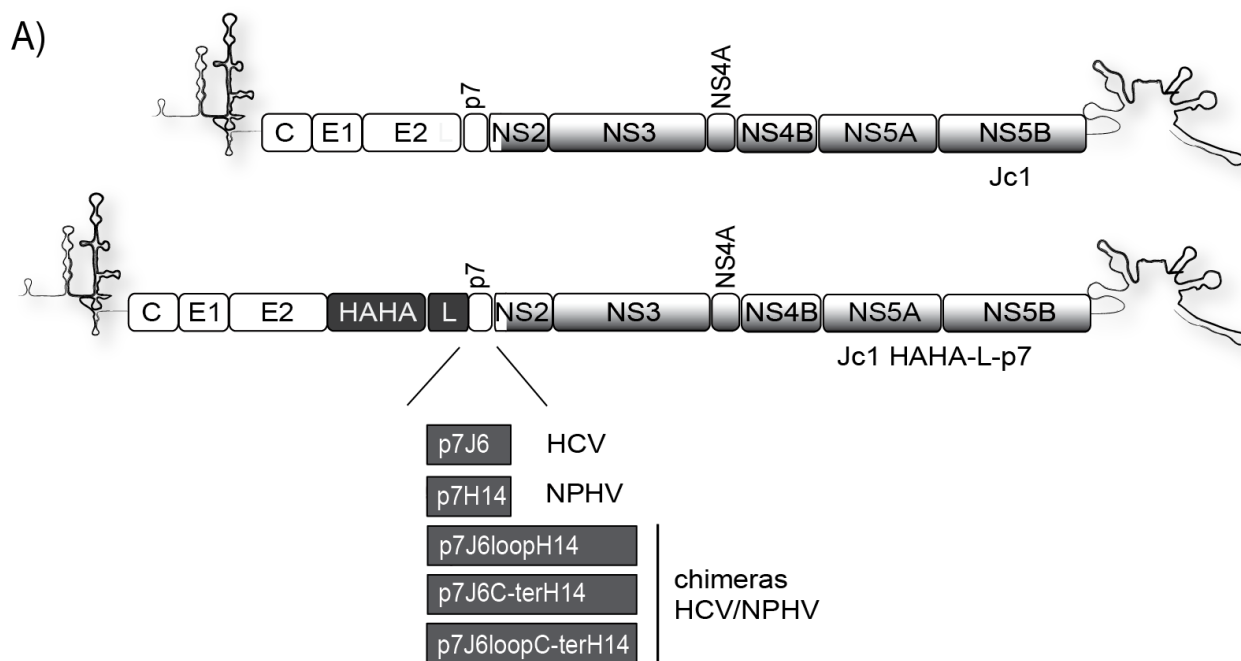 A)
p7
NS4A
C E1 E2 L NS2 NS3 NS4B NS5A NS5B
Jc1
p7
NS4A
C E1 E2 HAHA L NS2 NS3 NS4B NS5A NS5B
Jc1 HAHA-L-p7
p7J6 HCV
p7H14 NPHV
p7J6loopH14
p7J6C-terH14
p7J6loopC-terH14
chimeras
HCV/NPHV